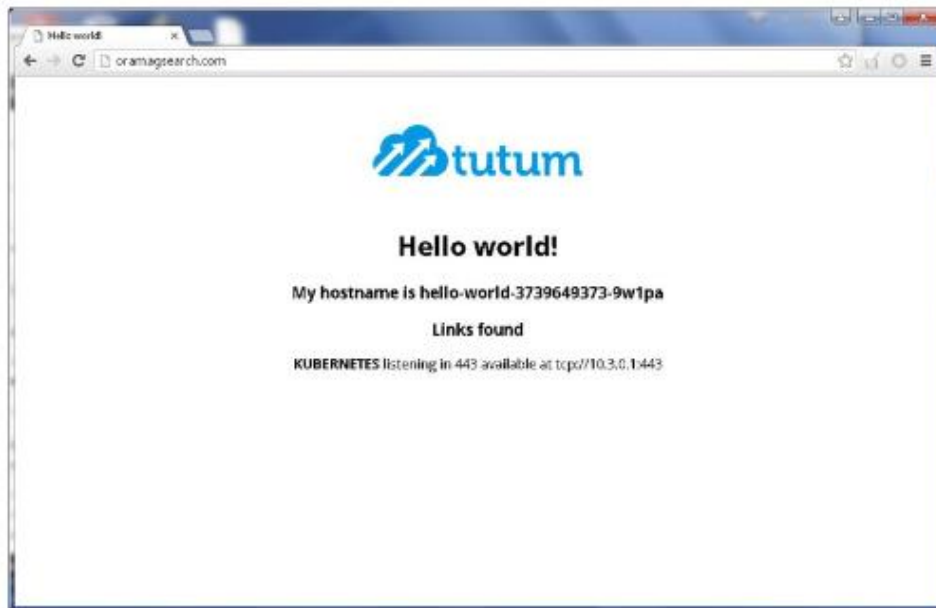 Hello world!
oramagsearch.com
tutum
Hello world!
My hostname is hello-world-3739649373-9w1pa
Links found
KUBERNETES listening in 443 available at tcp://10.3.0.1:443